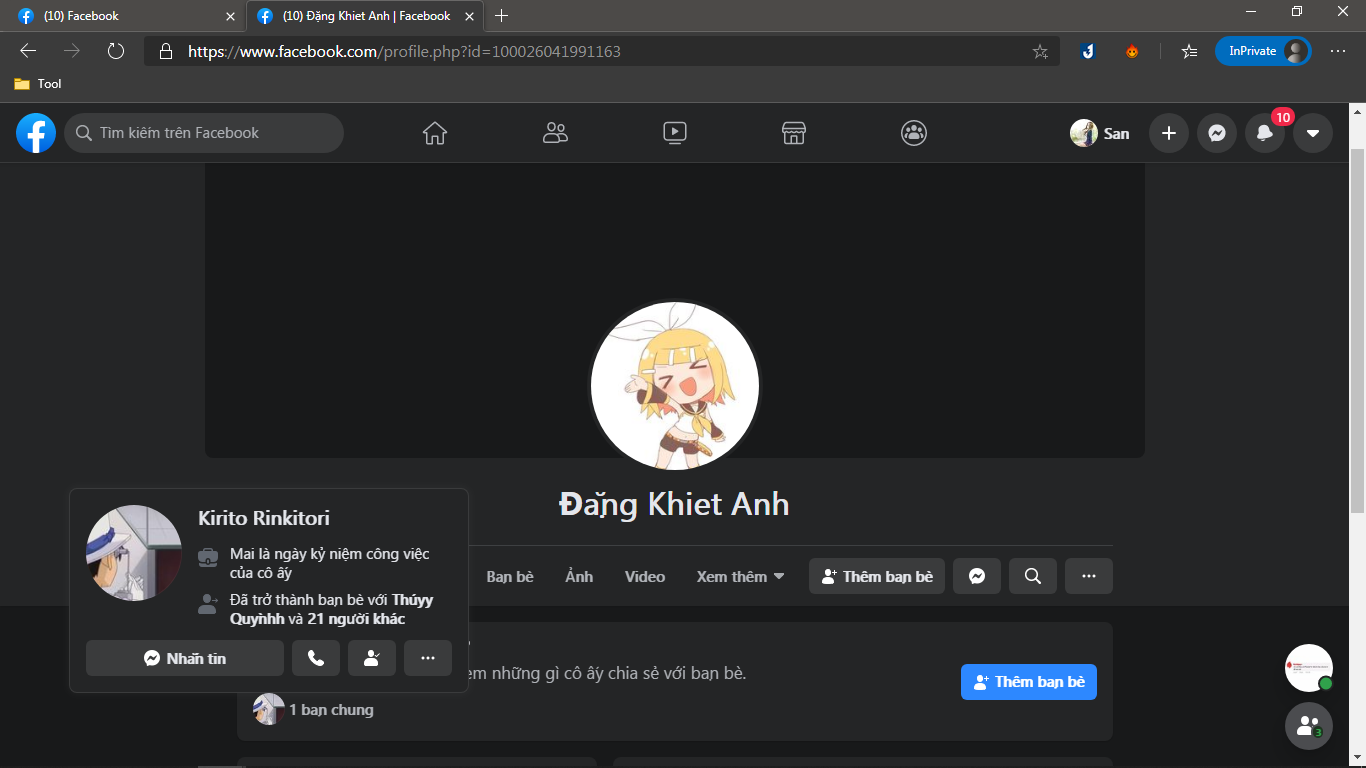 (10) Facebook
(10) Đặng Khiet Anh | Facebook
https://www.facebook.com/profile.php?id=100026041991163
InPrivate
Tool
Tìm kiếm trên Facebook
San
10
Đặng Khiet Anh
Bạn bè
Ảnh
Video
Xem thêm
Thêm bạn bè
Kirito Rinkitori
Mai là ngày kỷ niệm công việc
của cô ấy
Đã trở thành bạn bè với Thúyy
Quỳnhh và 21 người khác
Nhắn tin
em những gì cô ấy chia sẻ với bạn bè.
Thêm bạn bè
1 bạn chung
3